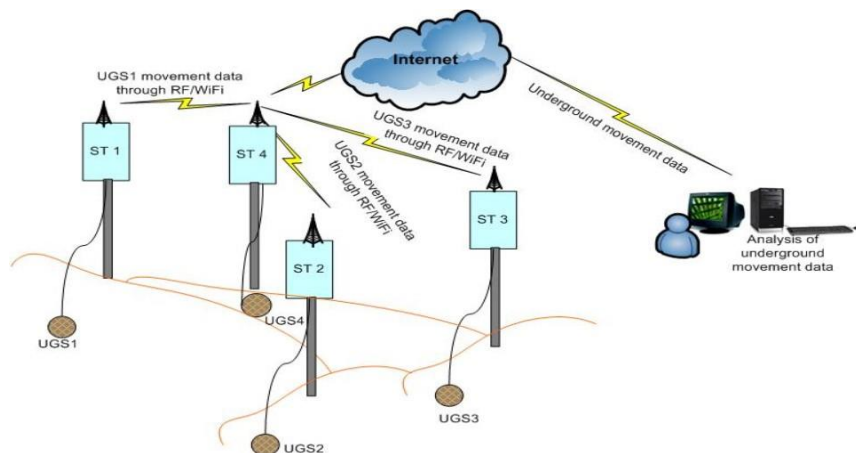 Internet
UGS1 movement data
through RF/WiFi
Underground movement data
UGS3 movement data
through RF/WiFi
UGS2 movement data
through RF/WiFi
ST 1
ST 4
ST 3
ST 2
Analysis of
underground
movement data
UGS4
UGS1
UGS3
UGS2